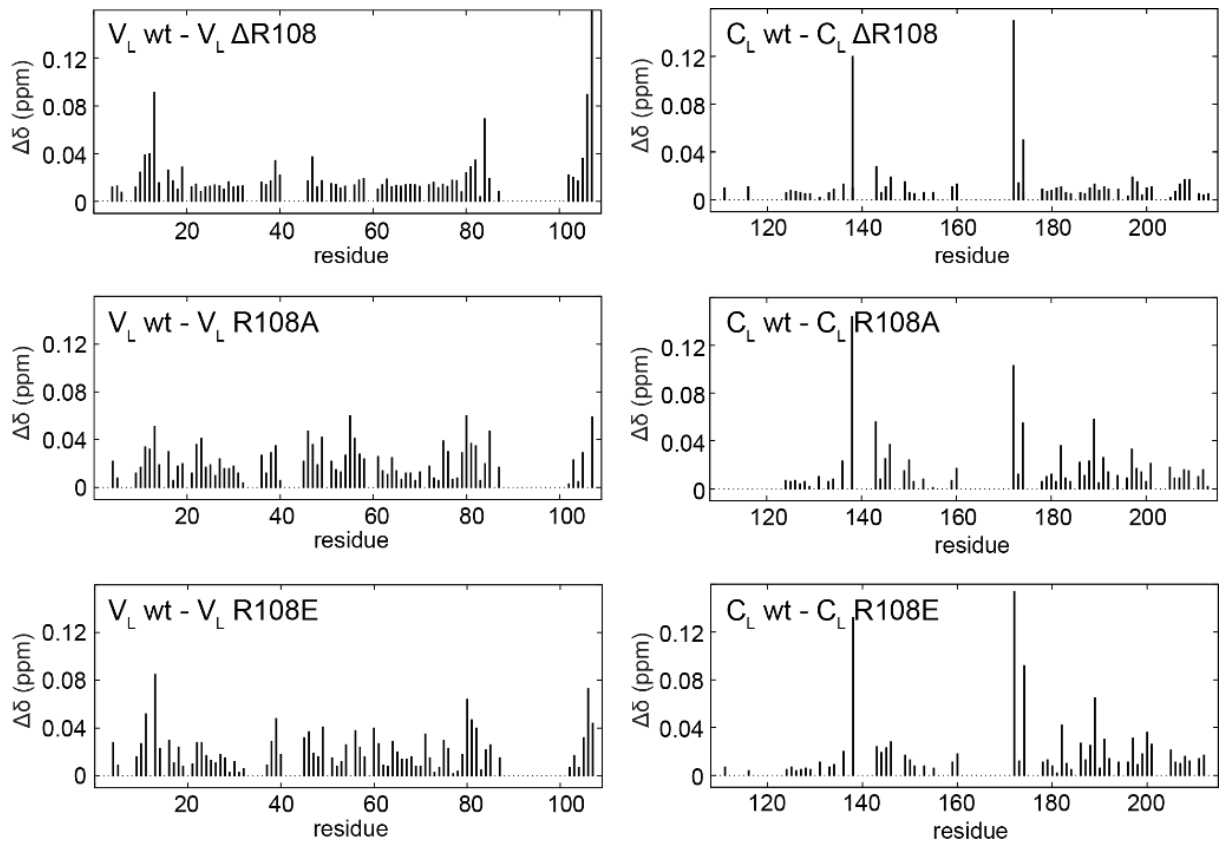 V_L wt - V_L ΔR108
Δδ (ppm)
0.12
0.08
0.04
0
20 40 60 80 100
residue
C_L wt - C_L ΔR108
Δδ (ppm)
0.12
0.08
0.04
0
120 140 160 180 200
residue
V_L wt - V_L R108A
Δδ (ppm)
0.12
0.08
0.04
0
20 40 60 80 100
residue
C_L wt - C_L R108A
Δδ (ppm)
0.12
0.08
0.04
0
120 140 160 180 200
residue
V_L wt - V_L R108E
Δδ (ppm)
0.12
0.08
0.04
0
20 40 60 80 100
residue
C_L wt - C_L R108E
Δδ (ppm)
0.12
0.08
0.04
0
120 140 160 180 200
residue